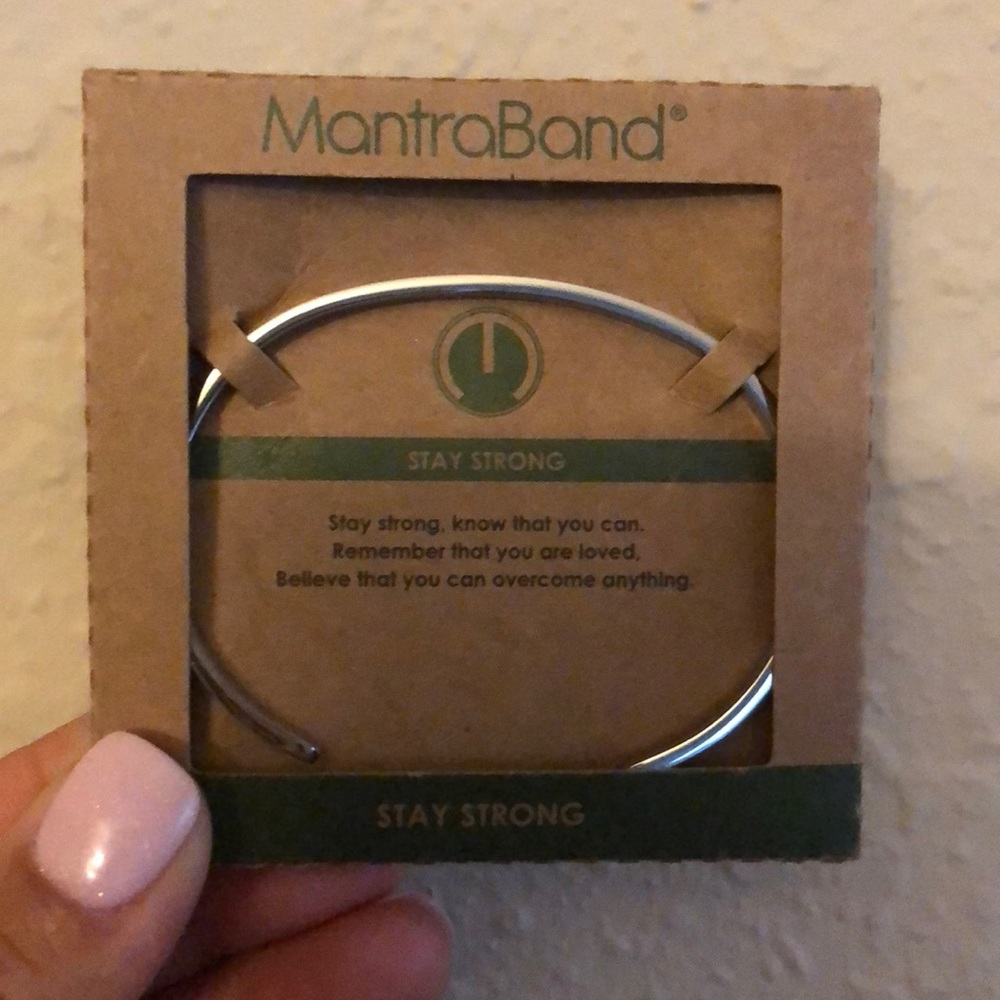 MantraBand®
STAY STRONG
Stay strong, know that you can.
Remember that you are loved,
Believe that you can overcome anything.
STAY STRONG